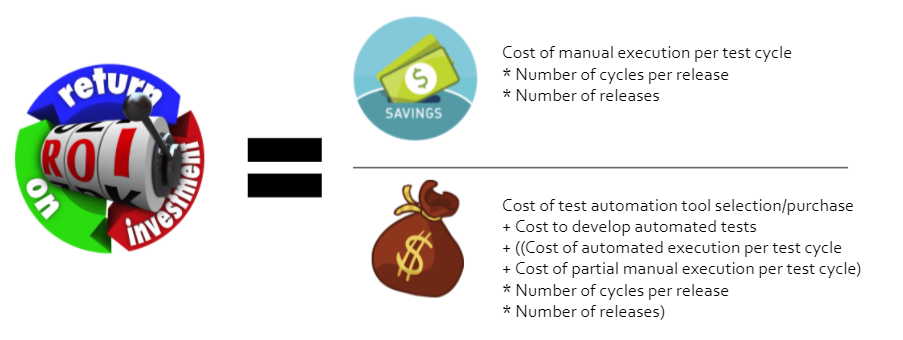 return
on
investment
ROI
SAVINGS
Cost of manual execution per test cycle
* Number of cycles per release
* Number of releases
Cost of test automation tool selection/purchase
+ Cost to develop automated tests
+ ((Cost of automated execution per test cycle
+ Cost of partial manual execution per test cycle)
* Number of cycles per release
* Number of releases)